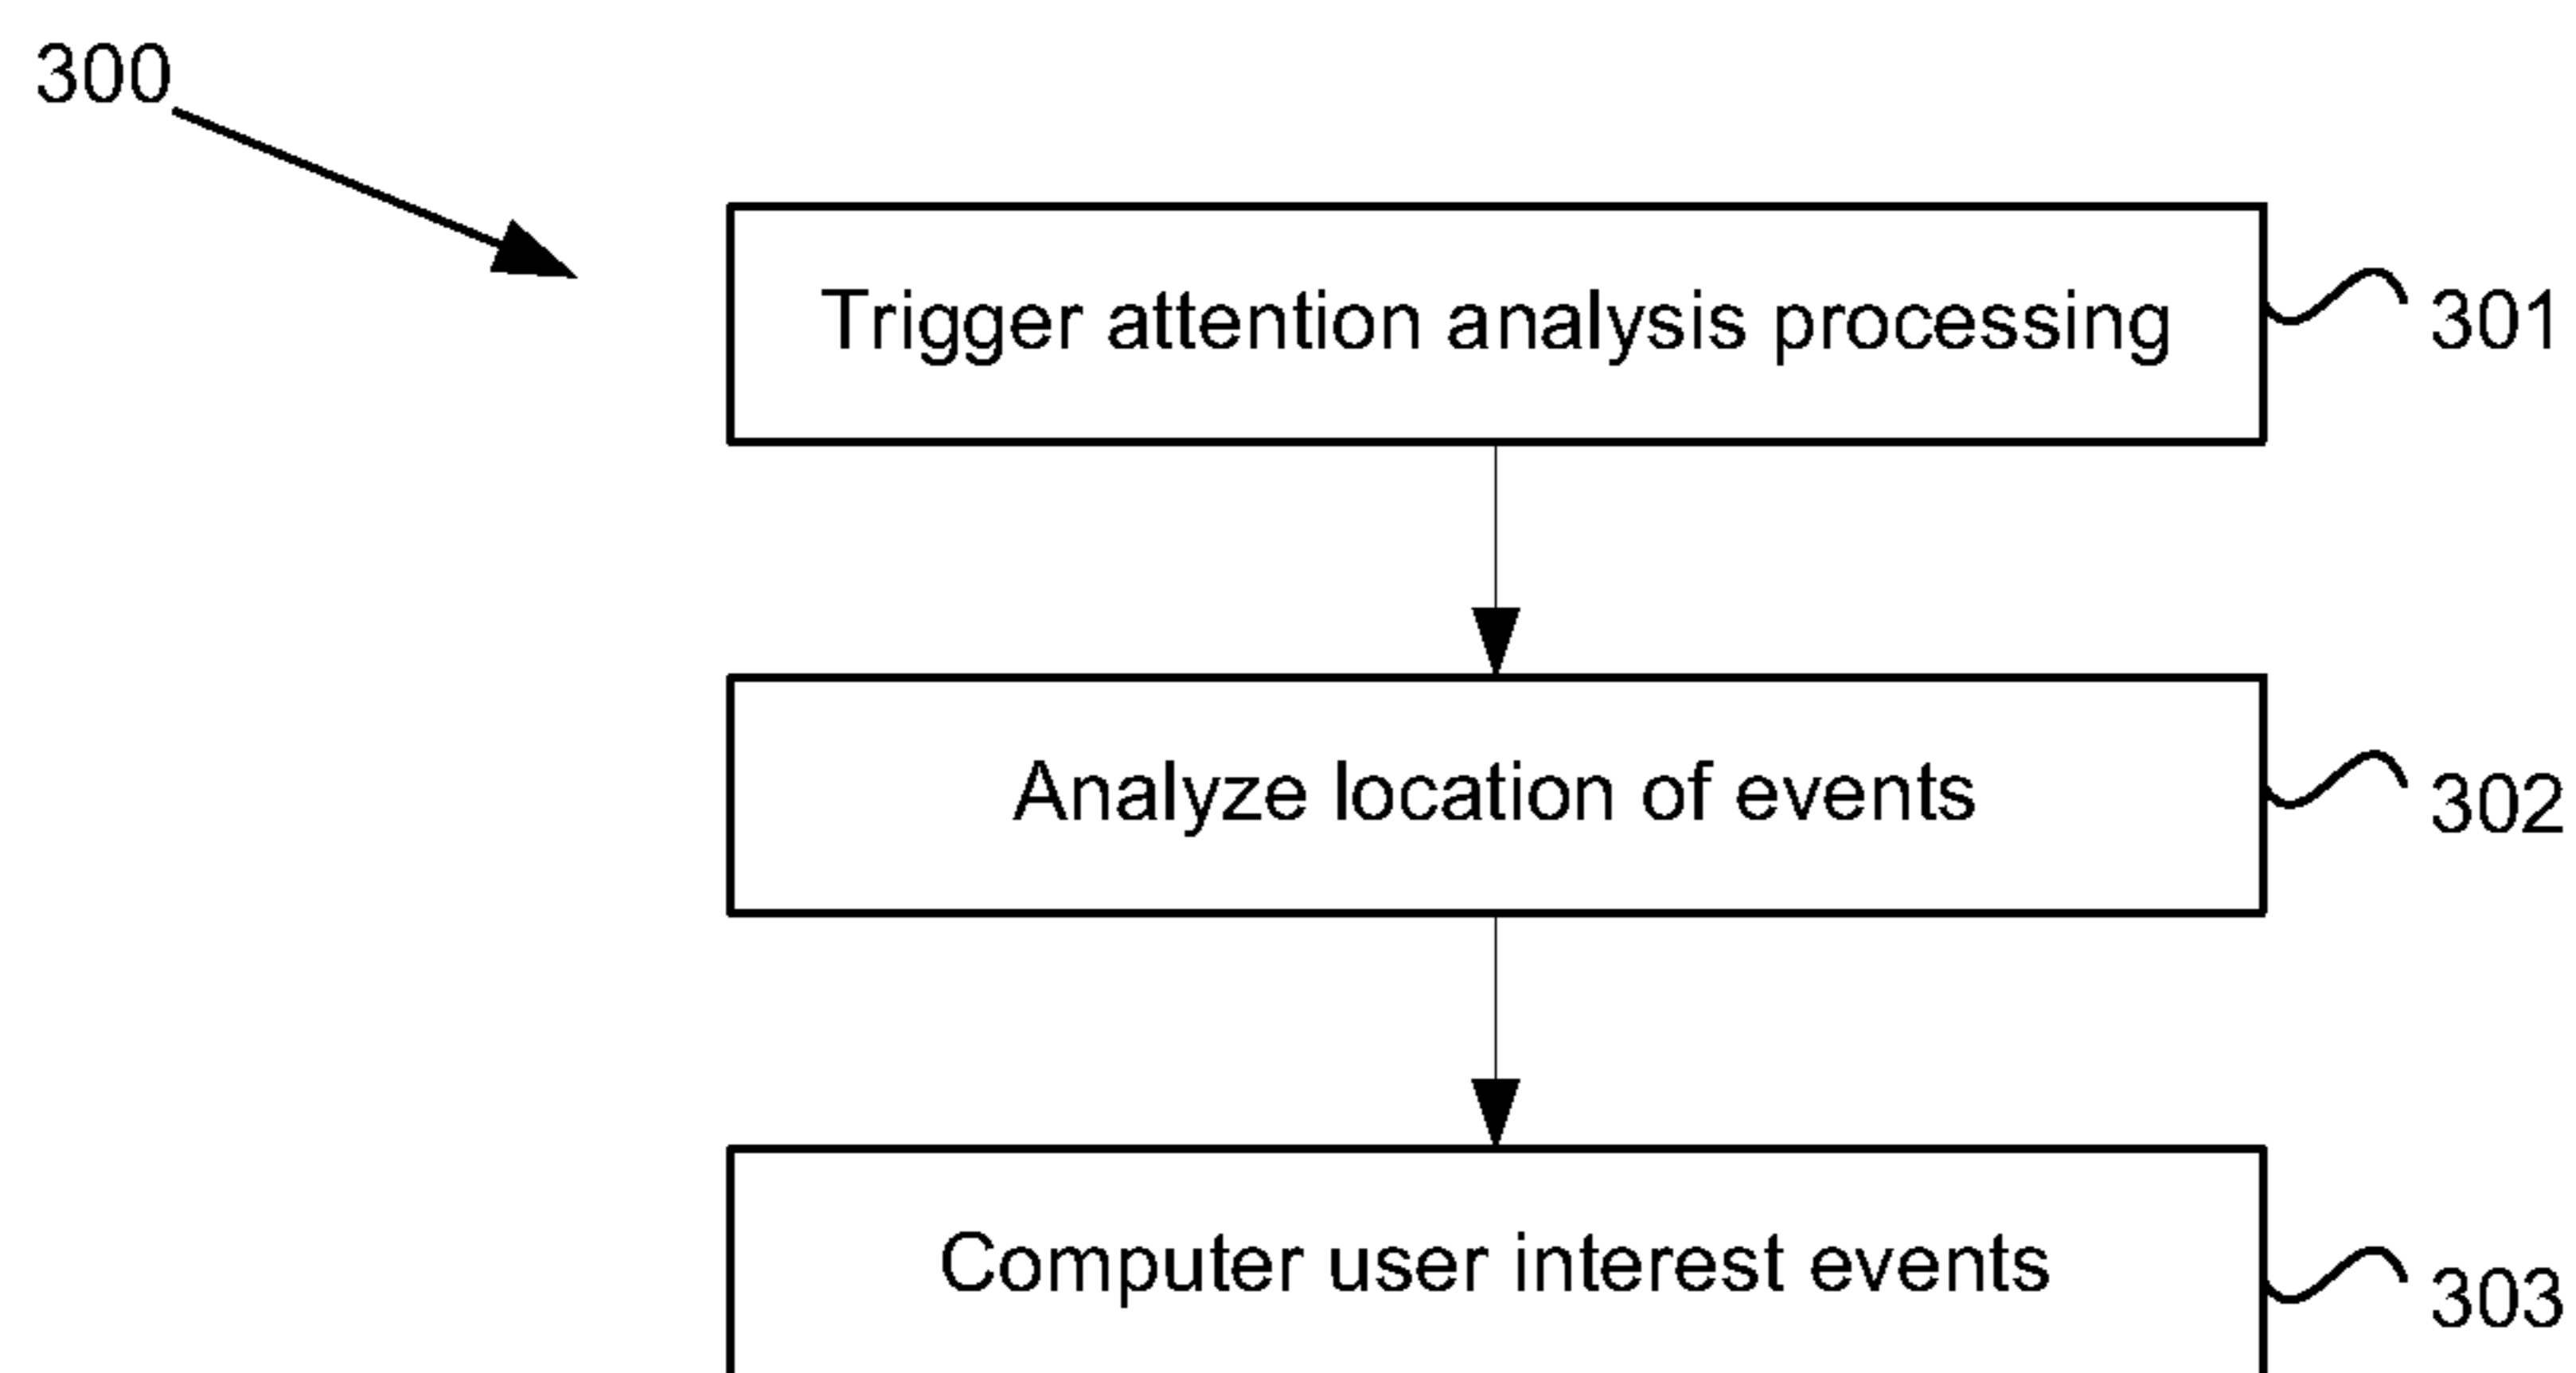 300
Trigger attention analysis processing
301
Analyze location of events
302
Computer user interest events
303